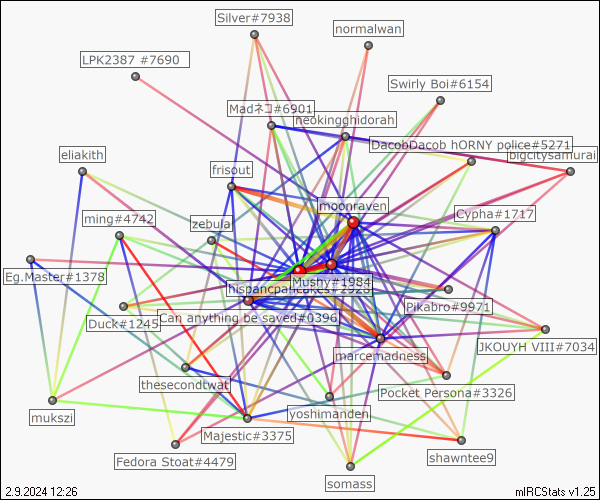 Silver#7938
normalwan
LPK2387 #7690
Swirly Boi#6154
Madネコ#6901
neokingghidorah
DacobDacob hORNY police#5271
bigcitysamurai
eliakith
frisout
moonraven
Cypha#1717
ming#4742
zebula
Eg.Master#1378
hispancpancakes#2928
Mushy#1984
Pikabro#9971
Duck#1245
Can anything be saved#0396
JKOUYH VIII#7034
marcemadness
thesecondtwat
Pocket Persona#3326
mukszi
yoshimanden
Majestic#3375
Fedora Stoat#4479
shawntee9
somass
2.9.2024 12:26
mIRCStats v1.25